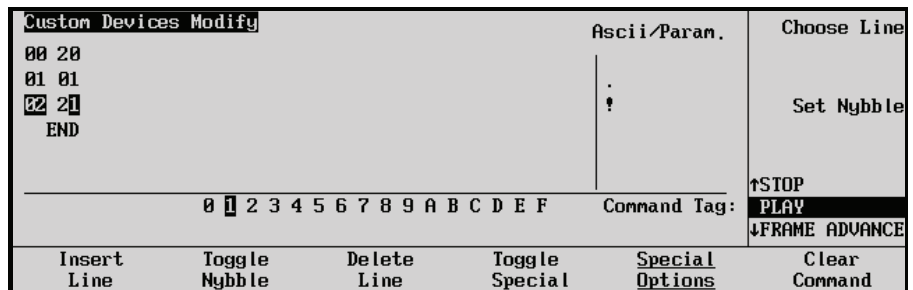 Custom Devices Modify
Ascii/Param.
Choose Line
00 20
01 01 .
02 21 !
Set Nybble
END
↑STOP
0 1 2 3 4 5 6 7 8 9 A B C D E F
Command Tag:
PLAY
↓FRAME ADVANCE
Insert Line
Toggle Nybble
Delete Line
Toggle Special
Special Options
Clear Command